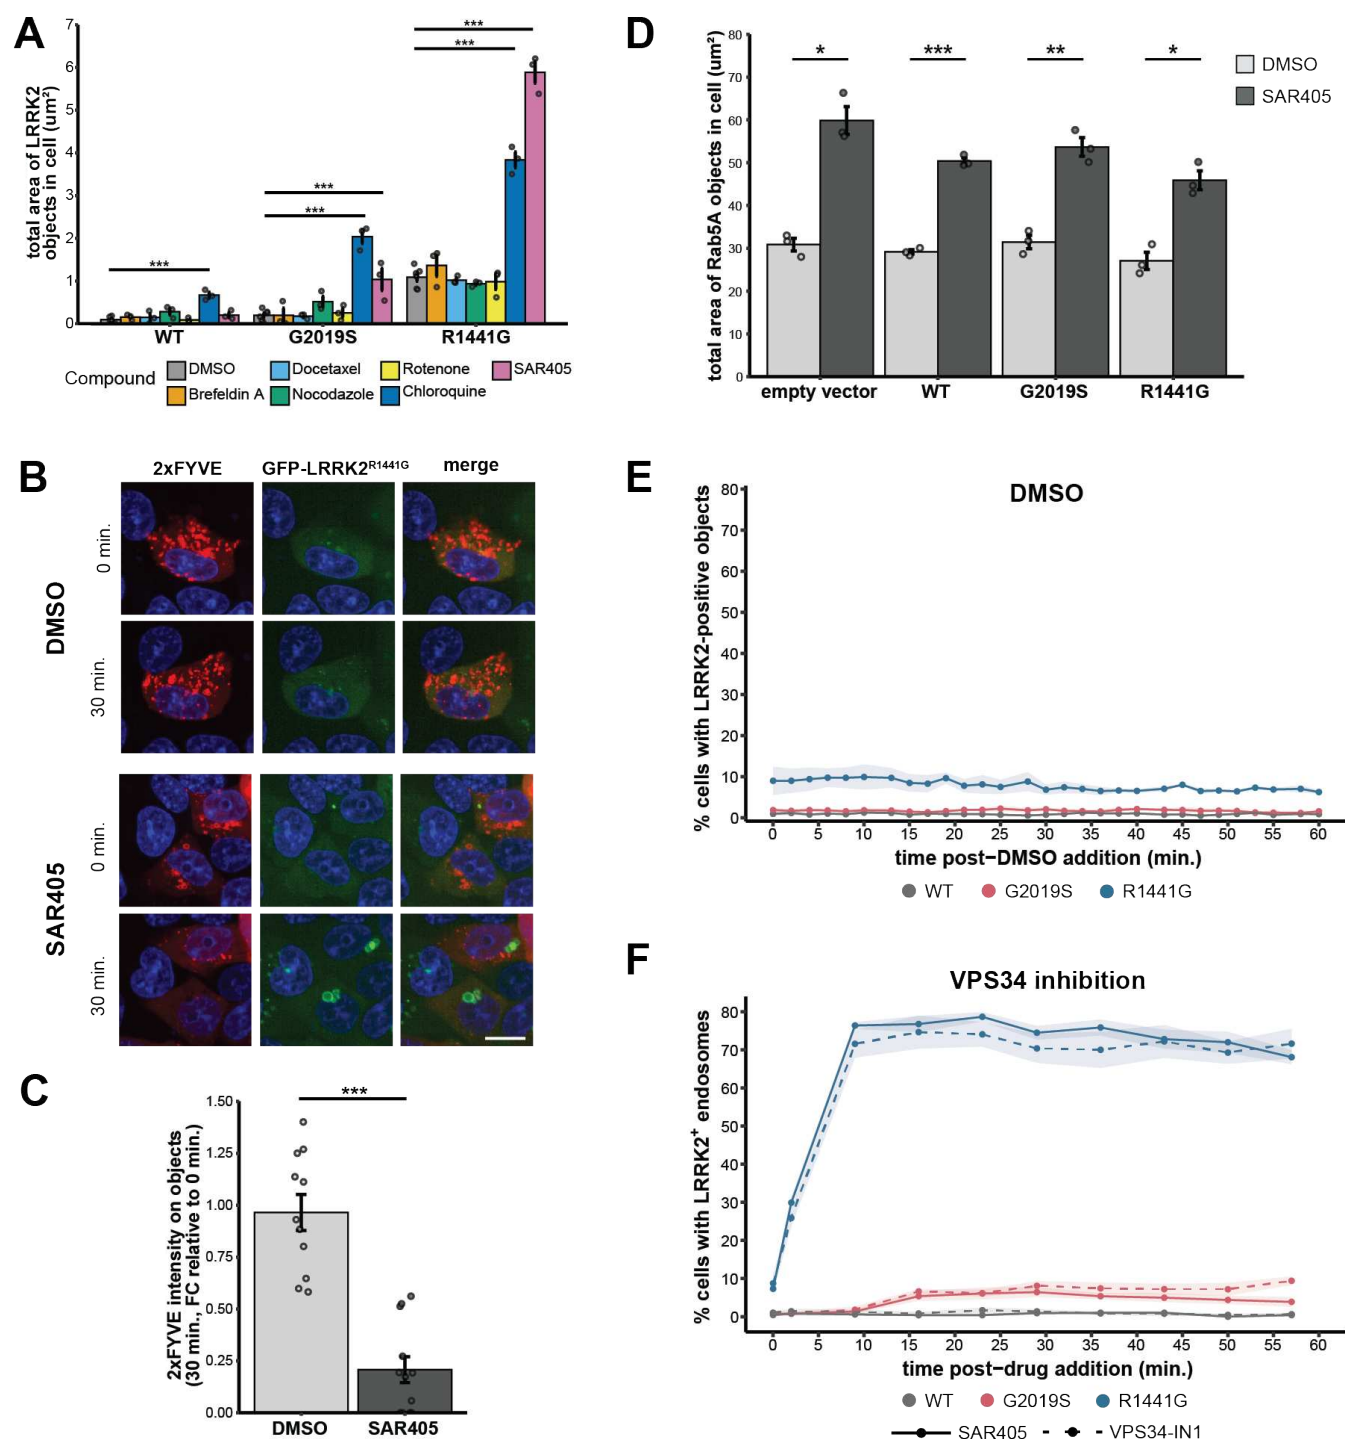 A
total area of LRRK2
objects in cell (um²)
7
6
5
4
3
2
1
0
***
***
***
***
***
WT
G2019S
R1441G
Compound
DMSO
Docetaxel
Rotenone
SAR405
Brefeldin A
Nocodazole
Chloroquine
B
2xFYVE
GFP-LRRK2R1441G
merge
DMSO
0 min.
30 min.
SAR405
0 min.
30 min.
C
2xFYVE intensity on objects
(30 min., FC relative to 0 min.)
1.50
1.25
1.00
0.75
0.50
0.25
0.00
***
DMSO
SAR405
D
total area of Rab5A objects in cell (um²)
80
70
60
50
40
30
20
10
0
*
***
**
*
DMSO
SAR405
empty vector
WT
G2019S
R1441G
E
DMSO
% cells with LRRK2-positive objects
80
70
60
50
40
30
20
10
0
0 5 10 15 20 25 30 35 40 45 50 55 60
time post-DMSO addition (min.)
WT
G2019S
R1441G
F
VPS34 inhibition
% cells with LRRK2⁺ endosomes
80
70
60
50
40
30
20
10
0
0 5 10 15 20 25 30 35 40 45 50 55 60
time post-drug addition (min.)
WT
G2019S
R1441G
SAR405
VPS34-IN1